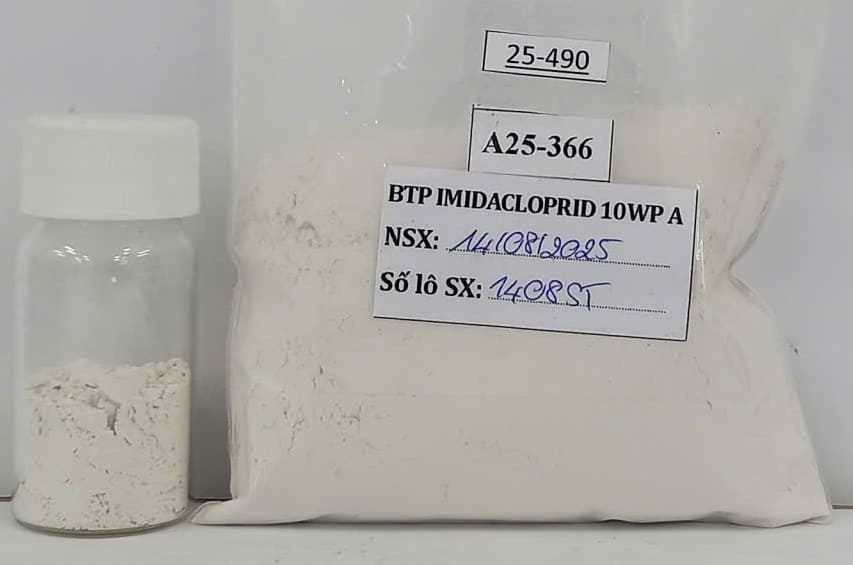 25-490
A25-366
BTP IMIDACLOPRID 10WP A
NSX: 14/08/2025
Số lô SX: 1408ST